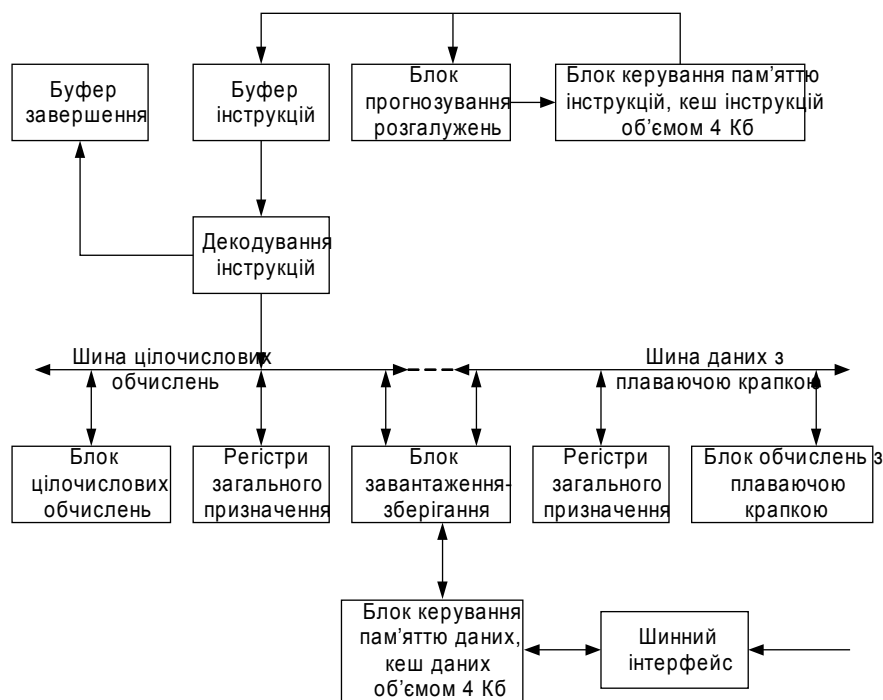 Буфер
завершення
Буфер
інструкцій
Блок
прогнозування
розгалужень
Блок керування пам’яттю
інструкцій, кеш інструкцій
об’ємом 4 Кб
Декодування
інструкцій
Шина цілочислових
обчислень
Шина даних з
плаваючою крапкою
Блок
цілочислових
обчислень
Регістри
загального
призначення
Блок
завантаження-
зберігання
Регістри
загального
призначення
Блок обчислень з
плаваючою
крапкою
Блок керування
пам’яттю даних,
кеш даних
об’ємом 4 Кб
Шинний
інтерфейс